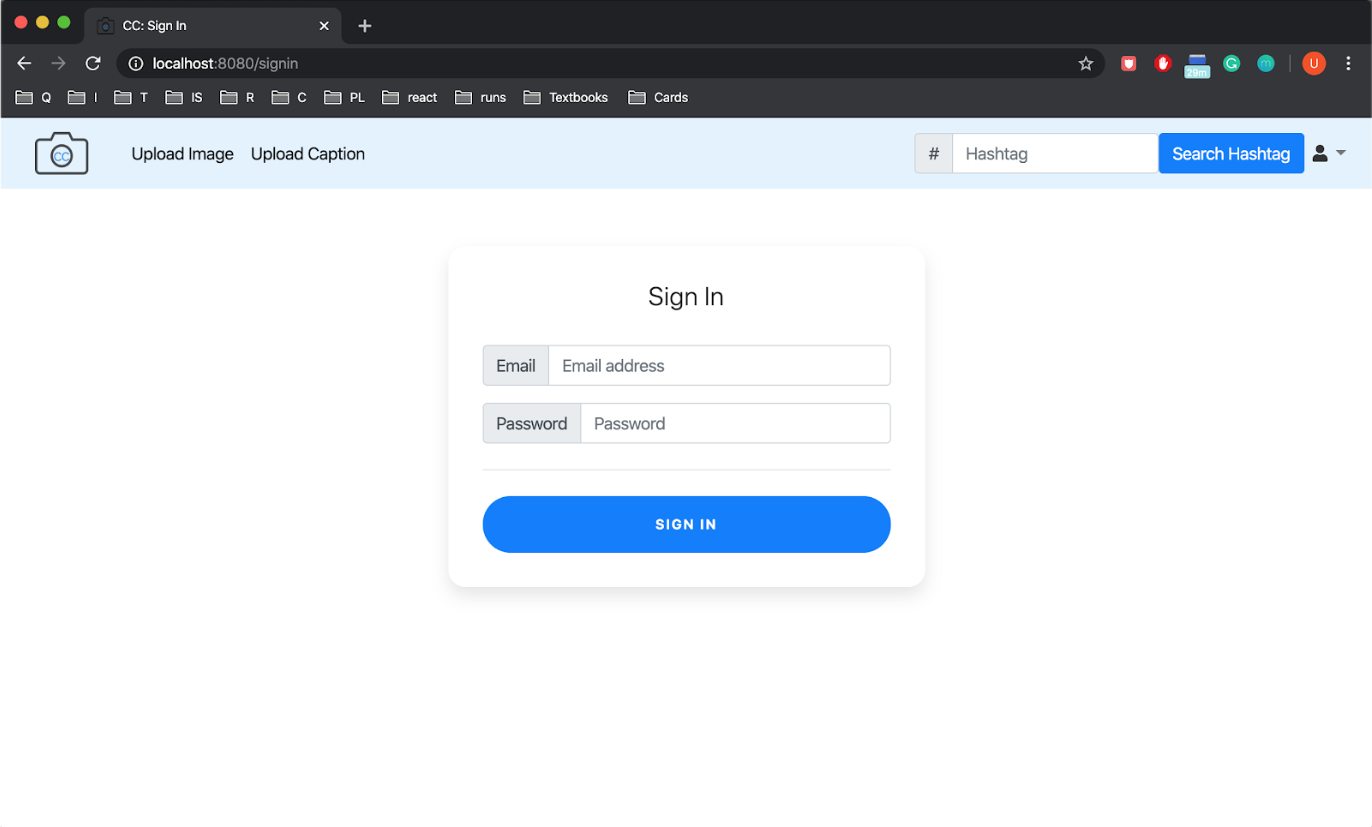 CC: Sign In
localhost:8080/signin
29m
G
m
U
Q I T IS R C PL react runs Textbooks Cards
CC Upload Image Upload Caption # Hashtag Search Hashtag
Sign In
Email Email address
Password Password
SIGN IN